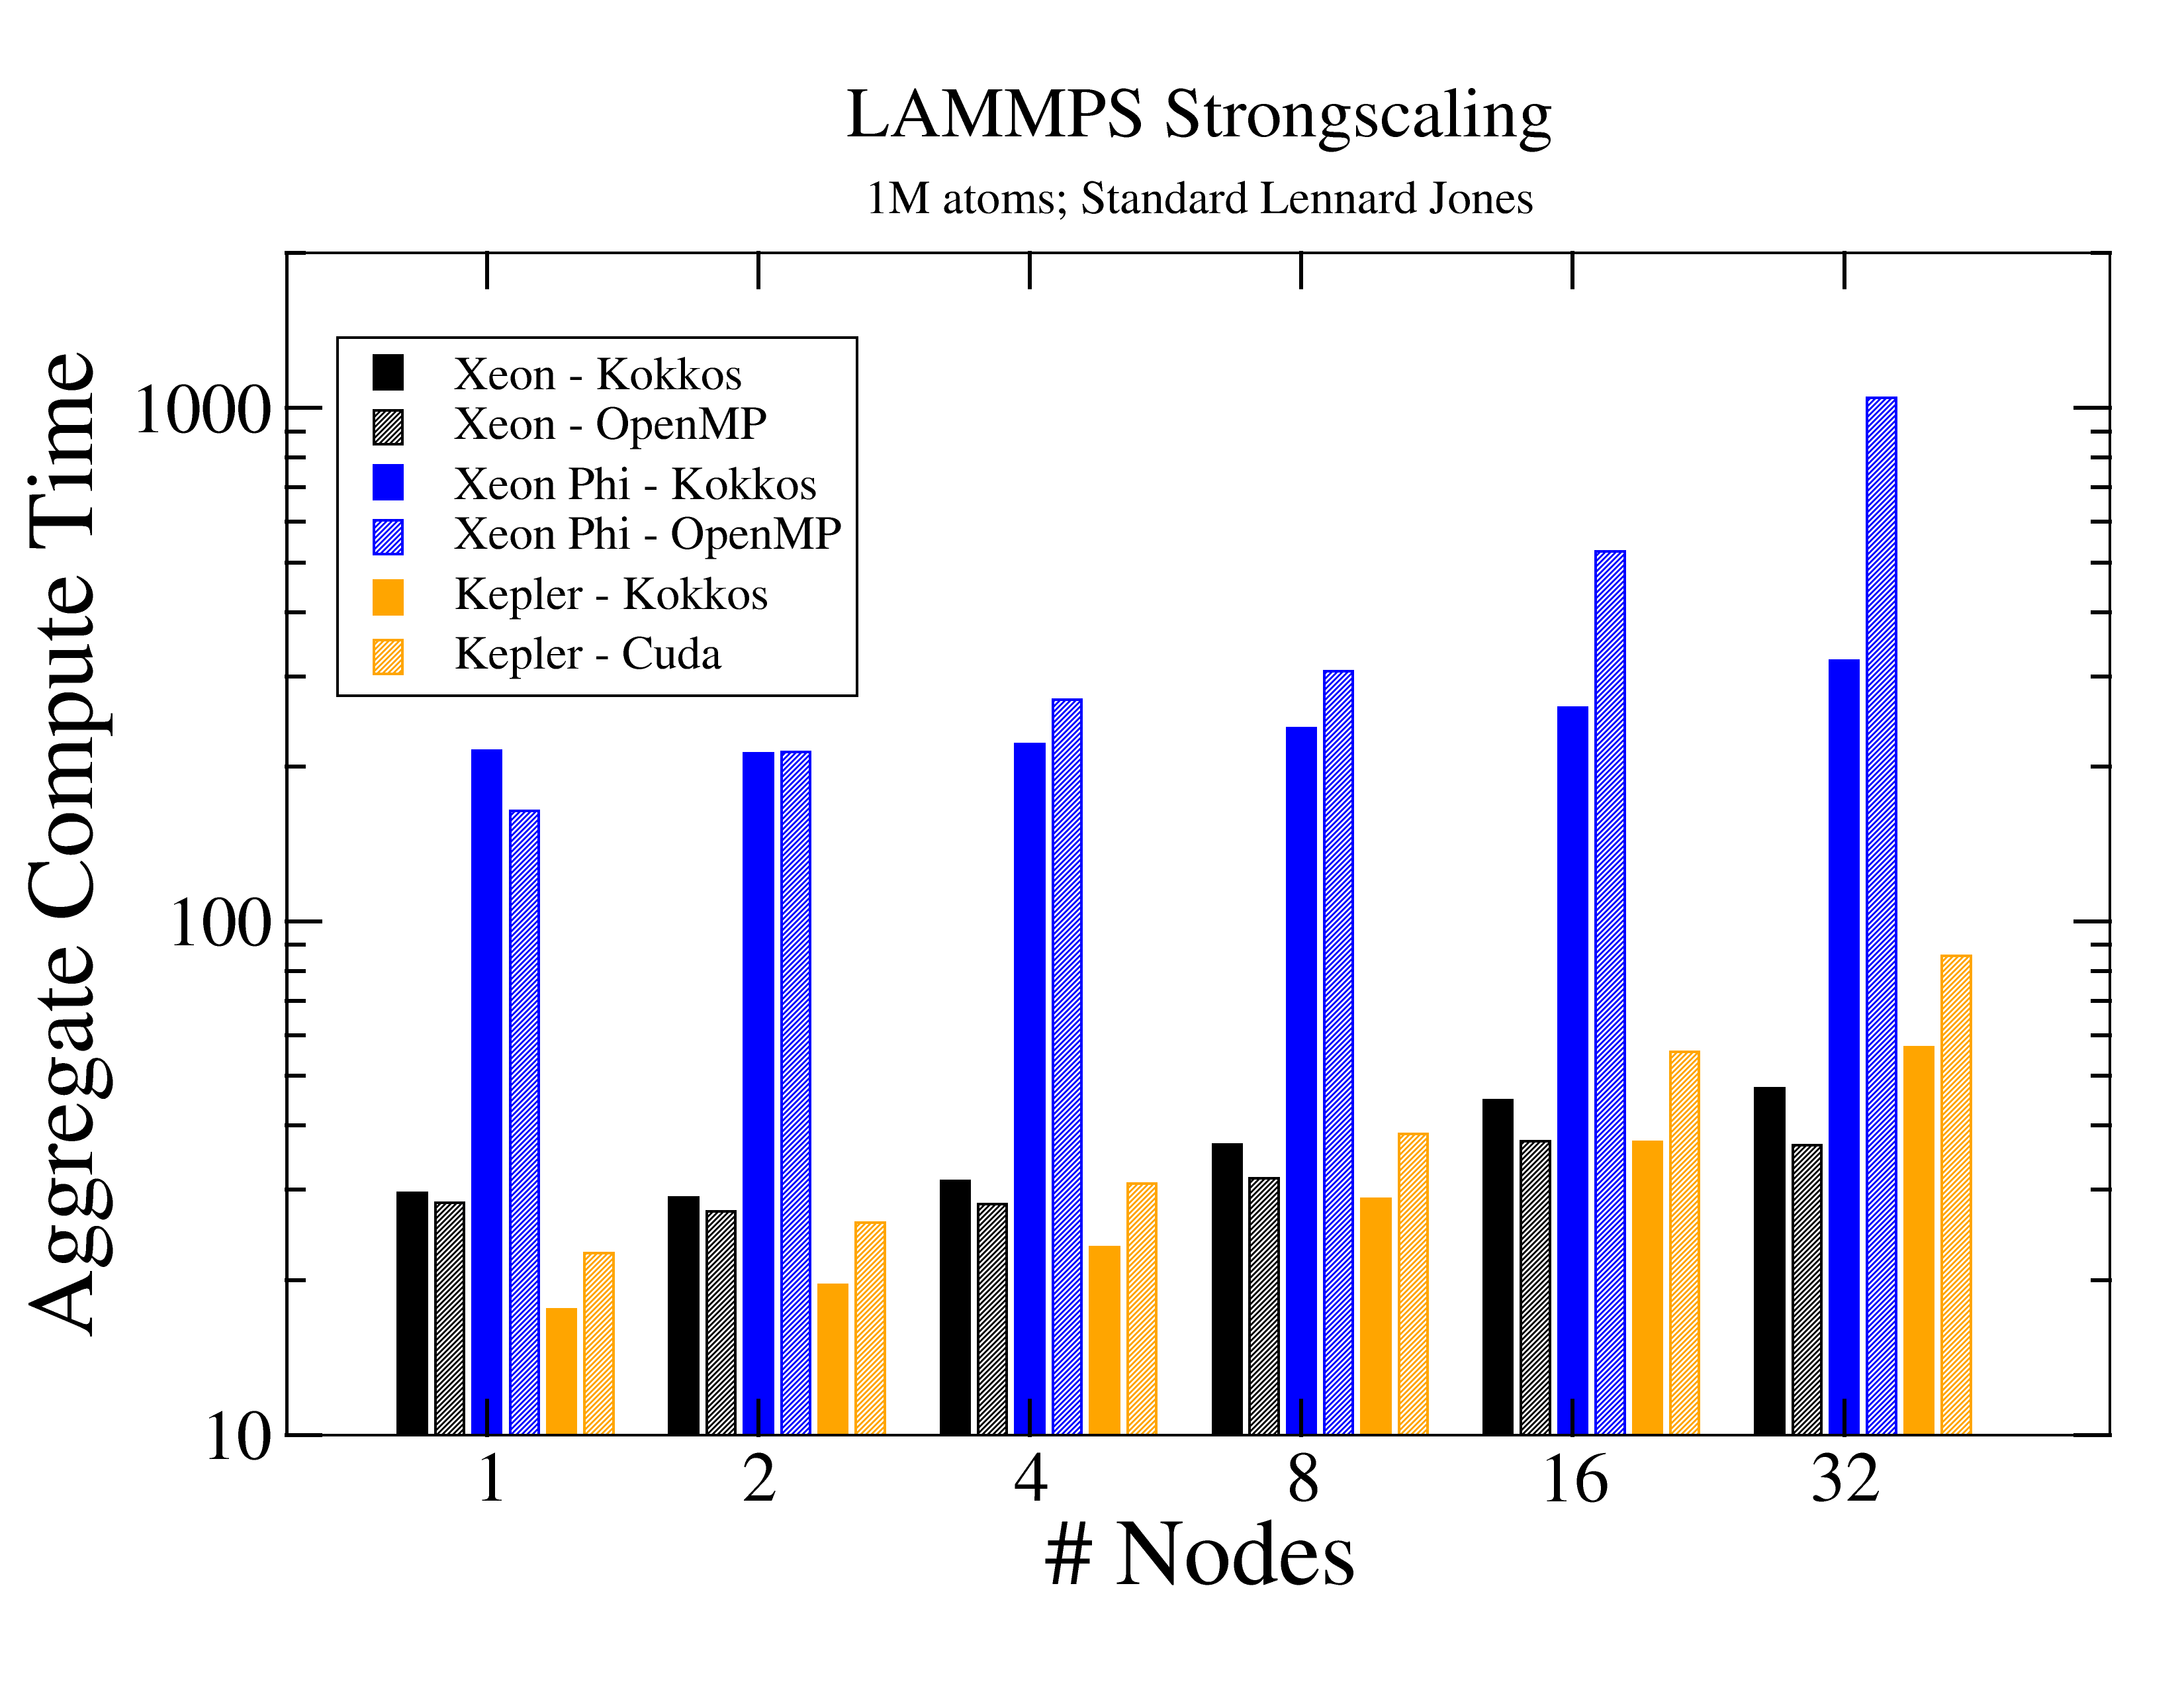 LAMMPS Strongscaling
1M atoms; Standard Lennard Jones
Aggregate Compute Time
1000
100
10
Xeon - Kokkos
Xeon - OpenMP
Xeon Phi - Kokkos
Xeon Phi - OpenMP
Kepler - Kokkos
Kepler - Cuda
1 2 4 8 16 32
# Nodes